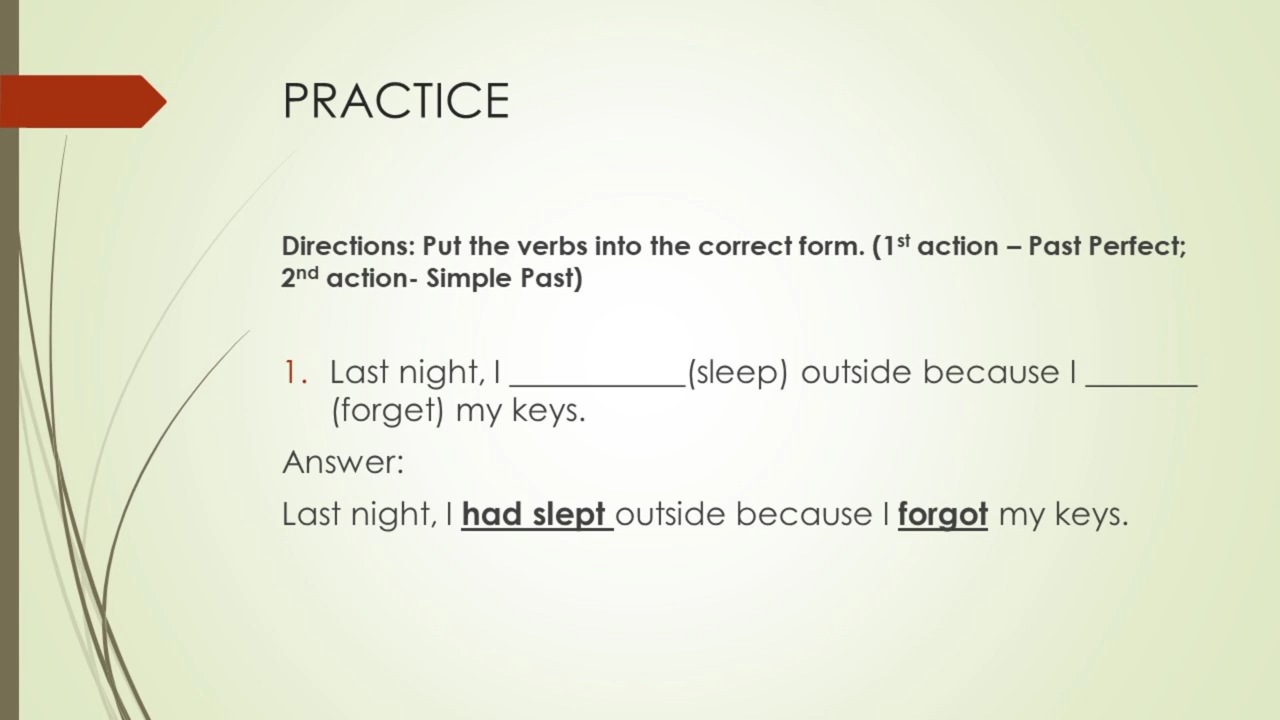 PRACTICE
Directions: Put the verbs into the correct form. (1st action – Past Perfect;
2nd action- Simple Past)
1. Last night, I ___________(sleep) outside because I _______
(forget) my keys.
Answer:
Last night, I had slept outside because I forgot my keys.